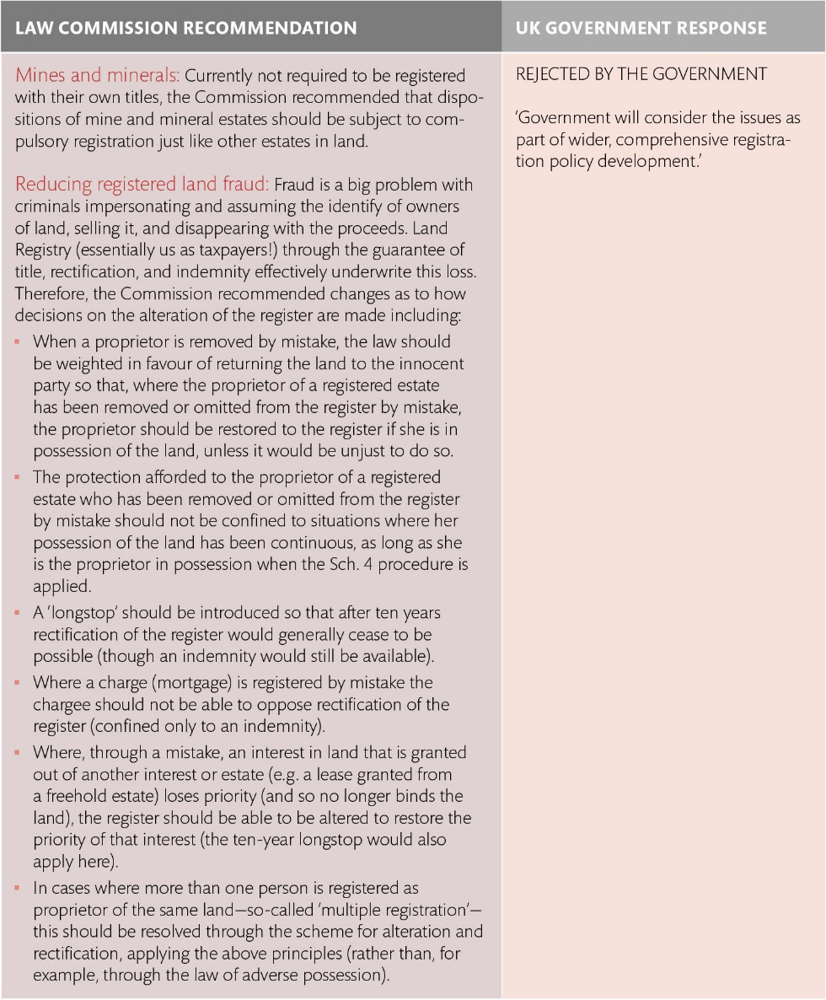 LAW COMMISSION RECOMMENDATION
UK GOVERNMENT RESPONSE
Mines and minerals: Currently not required to be registered
with their own titles, the Commission recommended that dispo-
sitions of mine and mineral estates should be subject to com-
pulsory registration just like other estates in land.
REJECTED BY THE GOVERNMENT
‘Government will consider the issues as
part of wider, comprehensive registra-
tion policy development.’
Reducing registered land fraud: Fraud is a big problem with
criminals impersonating and assuming the identify of owners
of land, selling it, and disappearing with the proceeds. Land
Registry (essentially us as taxpayers!) through the guarantee of
title, rectification, and indemnity effectively underwrite this loss.
Therefore, the Commission recommended changes as to how
decisions on the alteration of the register are made including:
▪ When a proprietor is removed by mistake, the law should
be weighted in favour of returning the land to the innocent
party so that, where the proprietor of a registered estate
has been removed or omitted from the register by mistake,
the proprietor should be restored to the register if she is in
possession of the land, unless it would be unjust to do so.
▪ The protection afforded to the proprietor of a registered
estate who has been removed or omitted from the register
by mistake should not be confined to situations where her
possession of the land has been continuous, as long as she
is the proprietor in possession when the Sch. 4 procedure is
applied.
▪ A ‘longstop’ should be introduced so that after ten years
rectification of the register would generally cease to be
possible (though an indemnity would still be available).
▪ Where a charge (mortgage) is registered by mistake the
chargee should not be able to oppose rectification of the
register (confined only to an indemnity).
▪ Where, through a mistake, an interest in land that is granted
out of another interest or estate (e.g. a lease granted from
a freehold estate) loses priority (and so no longer binds the
land), the register should be able to be altered to restore the
priority of that interest (the ten-year longstop would also
apply here).
▪ In cases where more than one person is registered as
proprietor of the same land—so-called ‘multiple registration’—
this should be resolved through the scheme for alteration and
rectification, applying the above principles (rather than, for
example, through the law of adverse possession).